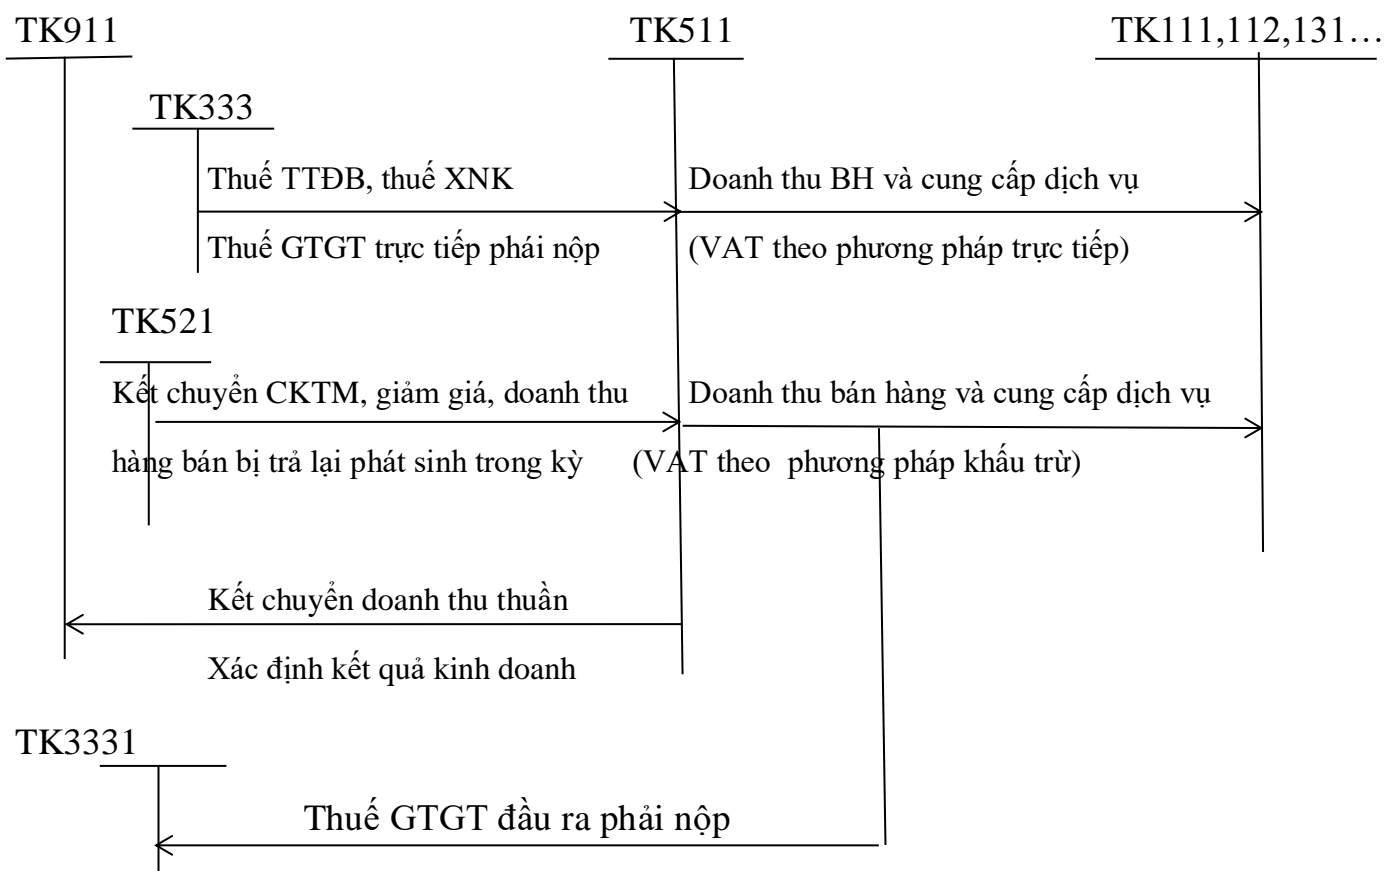 TK911
TK511
TK111,112,131…
TK333
Thuế TTĐB, thuế XNK
Doanh thu BH và cung cấp dịch vụ
Thuế GTGT trực tiếp phái nộp
(VAT theo phương pháp trực tiếp)
TK521
Kết chuyển CKTM, giảm giá, doanh thu
Doanh thu bán hàng và cung cấp dịch vụ
hàng bán bị trả lại phát sinh trong kỳ
(VAT theo phương pháp khấu trừ)
Kết chuyển doanh thu thuần
Xác định kết quả kinh doanh
TK3331
Thuế GTGT đầu ra phải nộp